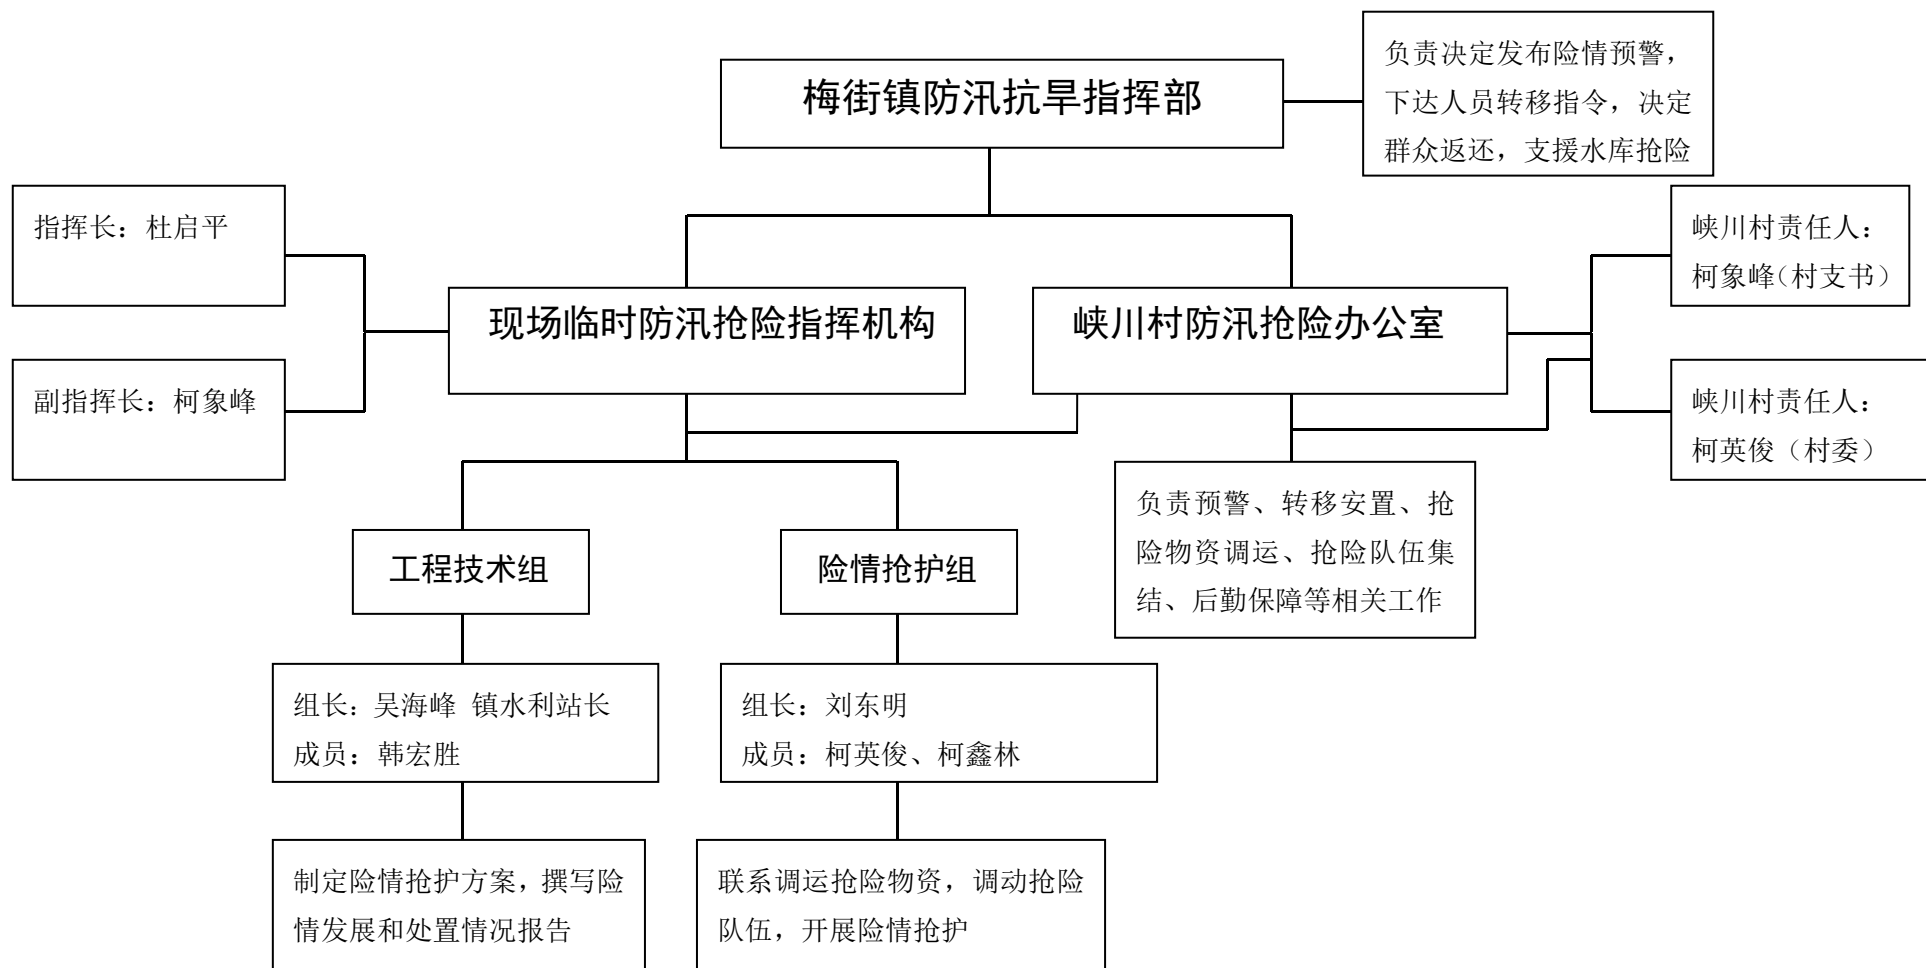 负责决定发布险情预警，
下达人员转移指令，决定
群众返还，支援水库抢险
梅街镇防汛抗旱指挥部
指挥长：杜启平
副指挥长：柯象峰
现场临时防汛抢险指挥机构
峡川村防汛抢险办公室
峡川村责任人：
柯象峰（村支书）
峡川村责任人：
柯英俊（村委）
负责预警、转移安置、抢
险物资调运、抢险队伍集
结、后勤保障等相关工作
工程技术组
险情抢护组
组长：吴海峰 镇水利站长
成员：韩宏胜
组长：刘东明
成员：柯英俊、柯鑫林
制定险情抢护方案，撰写险
情发展和处置情况报告
联系调运抢险物资，调动抢险
队伍，开展险情抢护